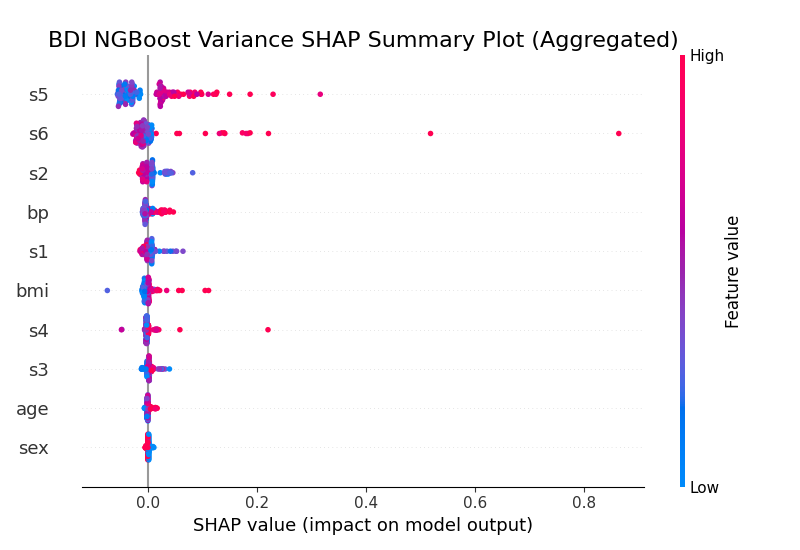 BDI NGBoost Variance SHAP Summary Plot (Aggregated)
High
s5
s6
s2
bp
s1
bmi
s4
s3
age
sex
Feature value
Low
0.0 0.2 0.4 0.6 0.8
SHAP value (impact on model output)